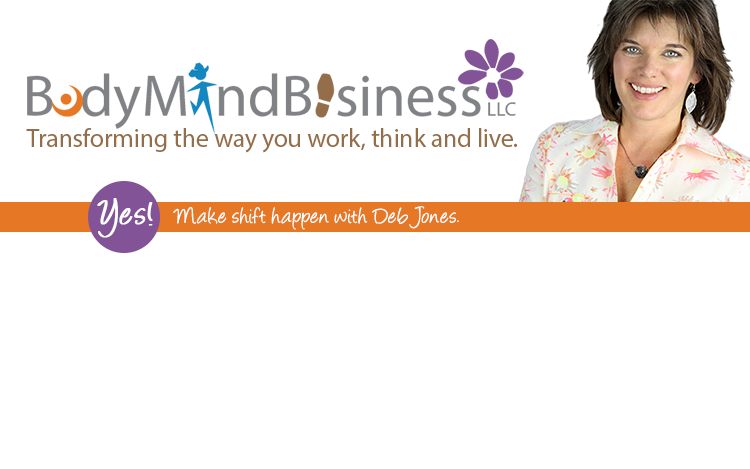 BodyMindBusiness LLC
Transforming the way you work, think and live.
Yes! Make shift happen with Deb Jones.